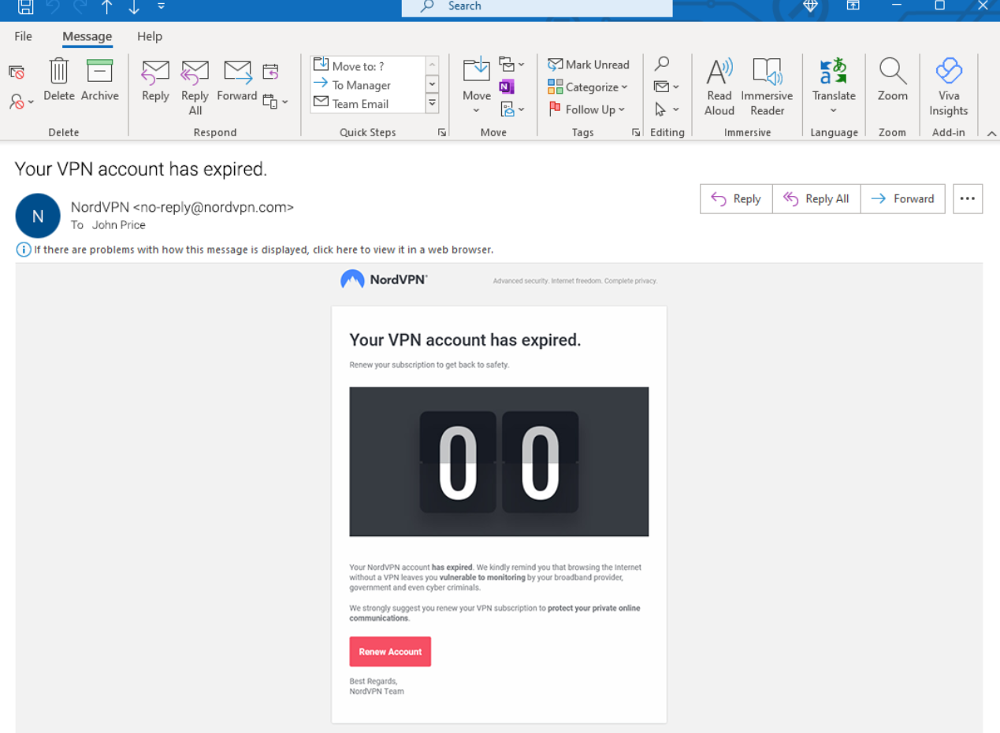 Search
File Message Help
Delete Archive
Reply Reply All Forward
Move to: ?
To Manager
Team Email
Move
Mark Unread
Categorize
Follow Up
Read Aloud
Immersive Reader
Translate
Zoom
Viva Insights
Delete Respond Quick Steps Move Tags Editing Immersive Language Zoom Add-in
Your VPN account has expired.
N
NordVPN <no-reply@nordvpn.com>
To John Price
Reply Reply All Forward
If there are problems with how this message is displayed, click here to view it in a web browser.
NordVPN®
Advanced security. Internet freedom. Complete privacy.
Your VPN account has expired.
Renew your subscription to get back to safety.
00
Your NordVPN account has expired. We kindly remind you that browsing the Internet
without a VPN leaves you vulnerable to monitoring by your broadband provider,
government and even cyber criminals.
We strongly suggest you renew your VPN subscription to protect your private online
communications.
Renew Account
Best Regards,
NordVPN Team